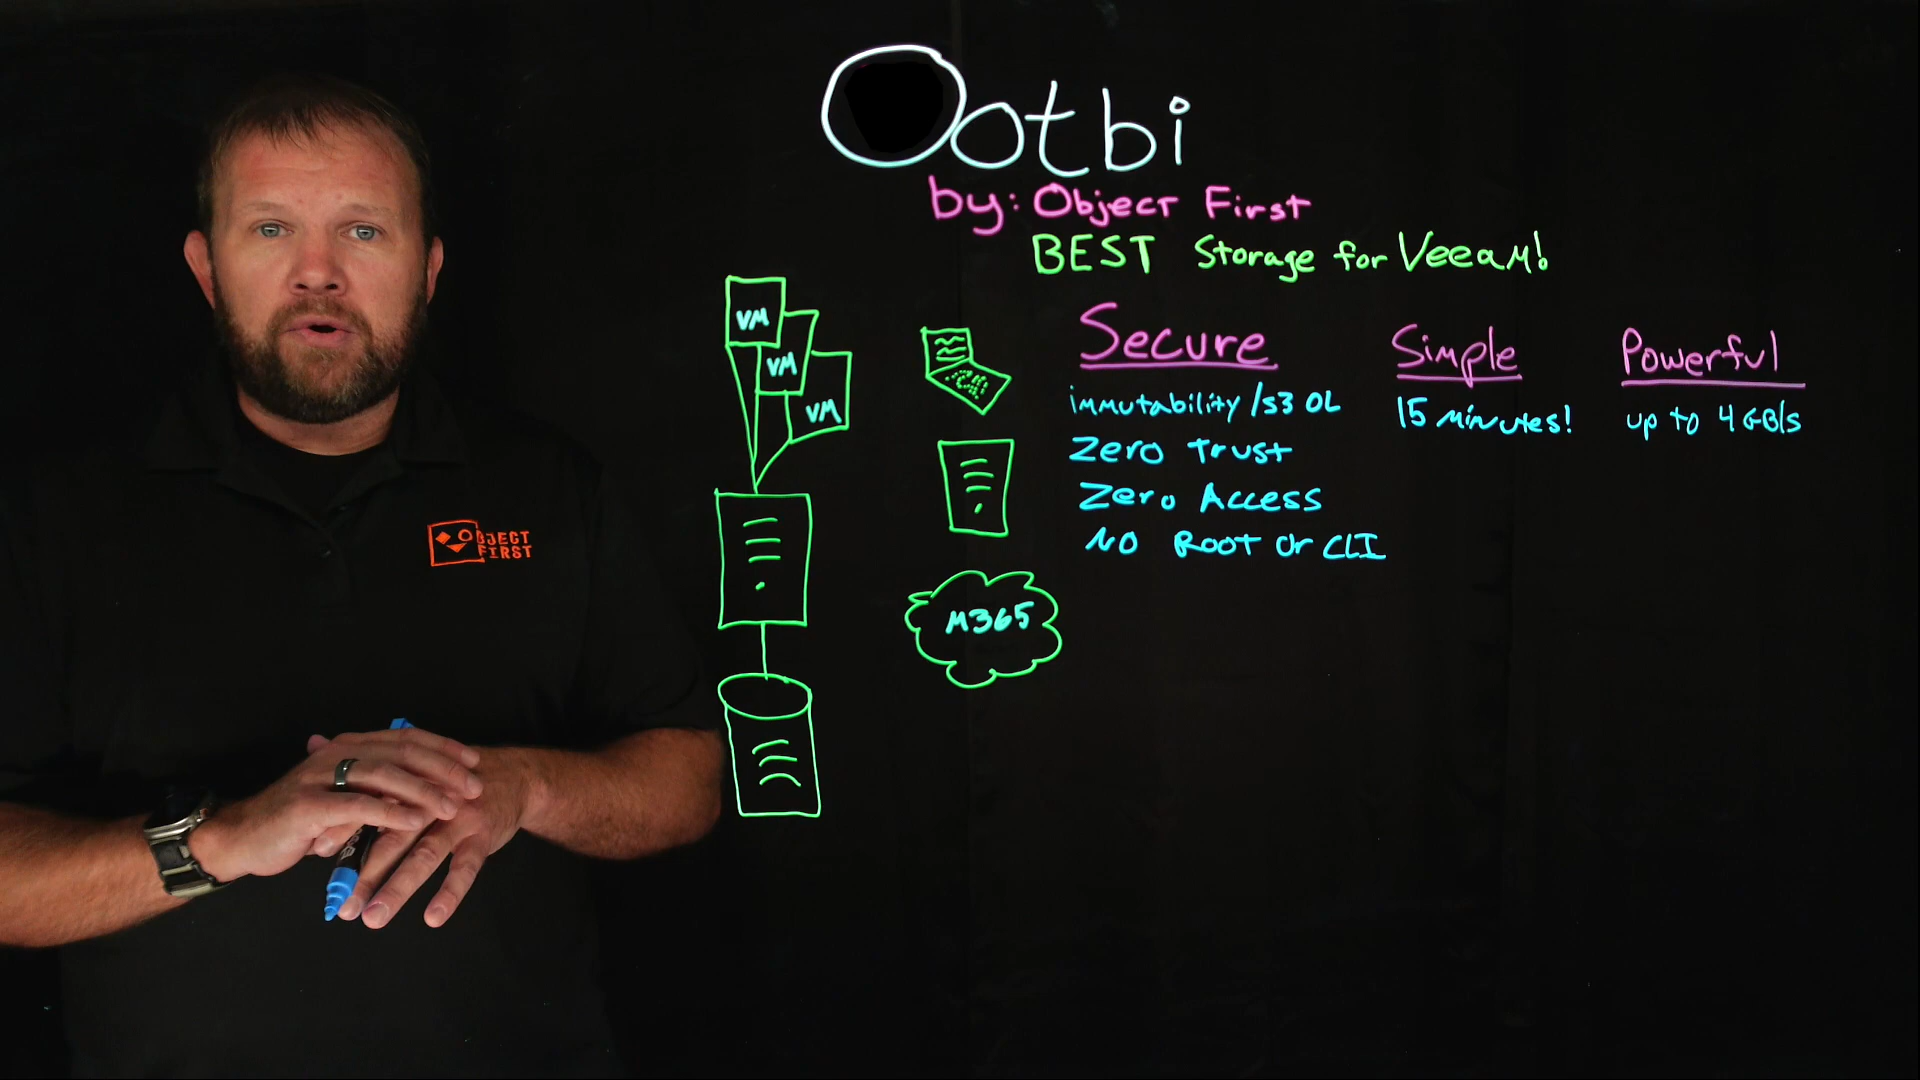 Ootbi
by: Object First
BEST Storage for Veeam!
VM
VM
VM
Secure
immutability/S3 OL
Zero Trust
Zero Access
No Root or CLI
Simple
15 minutes!
Powerful
up to 4 GB/s
M365
OBJECT
FIRST